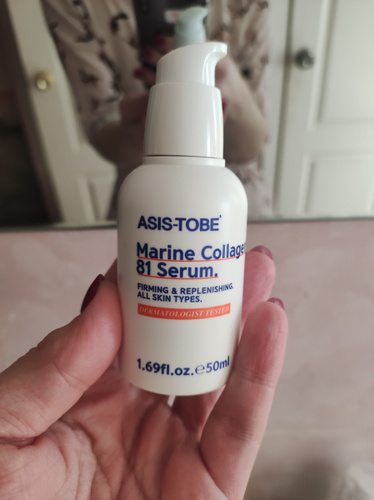 ASIS-TOBE®
Marine Collage
81 Serum.
FIRMING & REPLENISHING.
ALL SKIN TYPES.
DERMATOLOGIST TESTED
1.69fl.oz.℮50ml